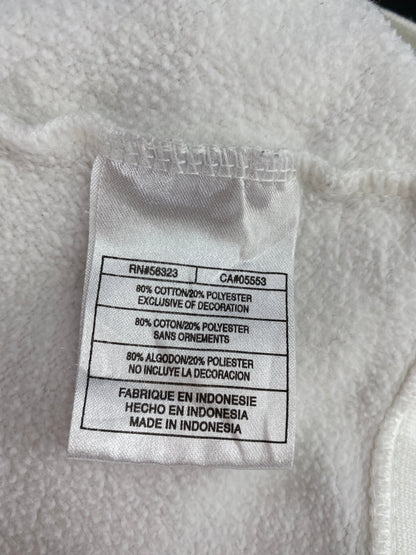 RN#56323 CA#05553
80% COTTON/20% POLYESTER
EXCLUSIVE OF DECORATION
80% COTON/20% POLYESTER
SANS ORNEMENTS
80% ALGODON/20% POLIESTER
NO INCLUYE LA DECORACION
FABRIQUE EN INDONESIE
HECHO EN INDONESIA
MADE IN INDONESIA